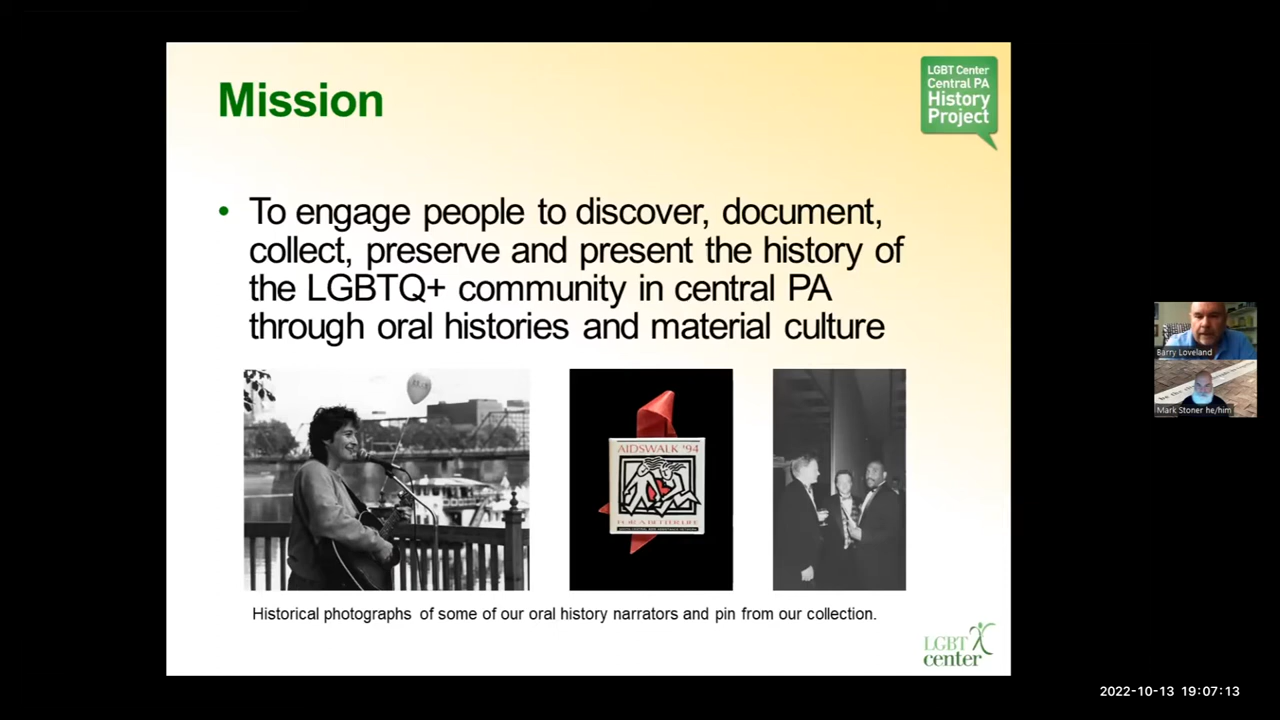 Mission
LGBT Center
Central PA
History
Project
• To engage people to discover, document,
collect, preserve and present the history of
the LGBTQ+ community in central PA
through oral histories and material culture
AIDSWALK '94
FOR A BETTER LIFE
Historical photographs of some of our oral history narrators and pin from our collection.
LGBT
center
Barry Loveland
Mark Stoner he/him
2022-10-13 19:07:13